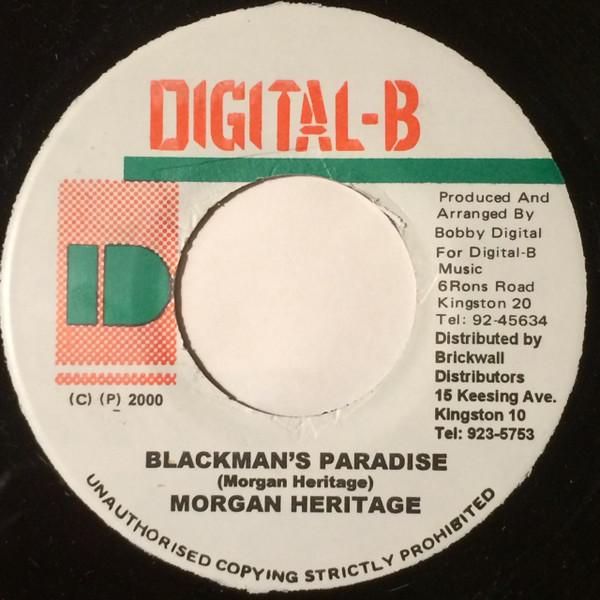 DIGITAL-B
Produced And
Arranged By
Bobby Digital
For Digital-B
Music
6Rons Road
Kingston 20
Tel: 92-45634
Distributed by
Brickwall
Distributors
15 Keesing Ave.
Kingston 10
Tel: 923-5753
D
(C) (P) 2000
BLACKMAN'S PARADISE
(Morgan Heritage)
MORGAN HERITAGE
UNAUTHORISED COPYING STRICTLY PROHIBITED